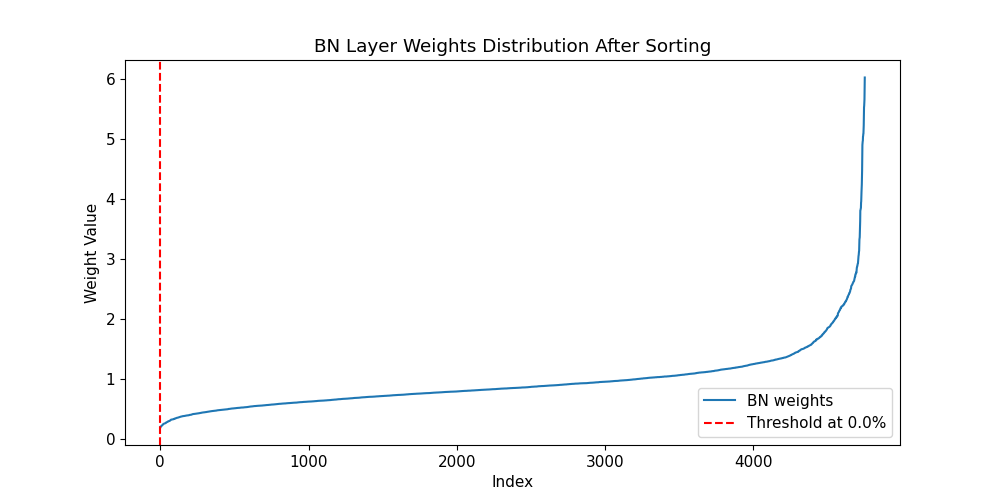 BN Layer Weights Distribution After Sorting
Weight Value
6
5
4
3
2
1
0
BN weights
Threshold at 0.0%
0 1000 2000 3000 4000
Index